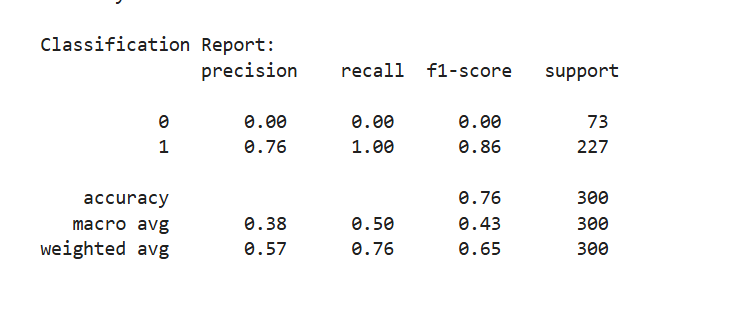 Classification Report:
precision recall f1-score support
0 0.00 0.00 0.00 73
1 0.76 1.00 0.86 227
accuracy 0.76 300
macro avg 0.38 0.50 0.43 300
weighted avg 0.57 0.76 0.65 300